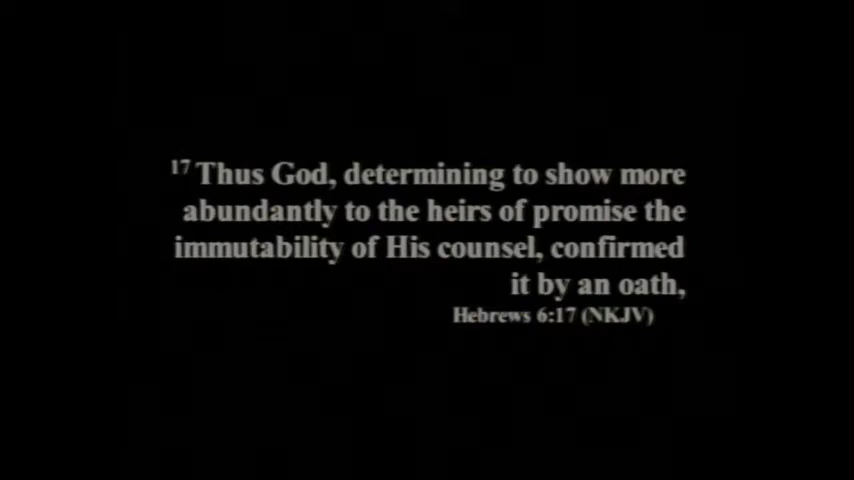 17 Thus God, determining to show more
abundantly to the heirs of promise the
immutability of His counsel, confirmed
it by an oath,
Hebrews 6:17 (NKJV)